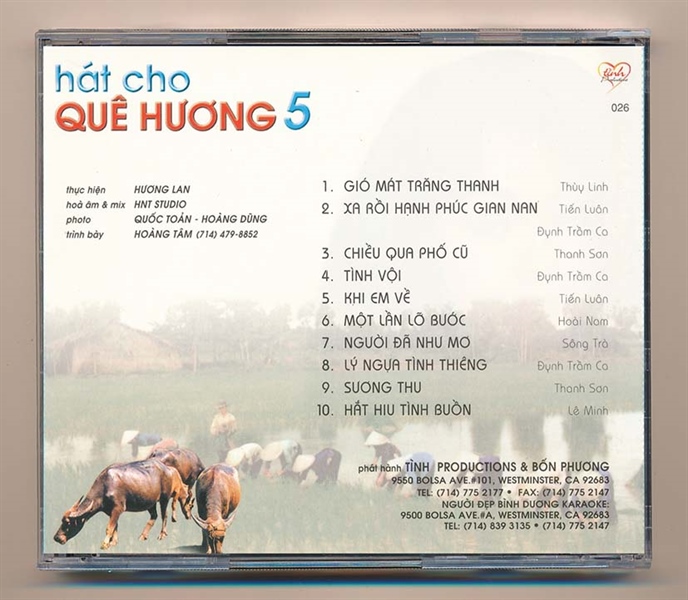 hát cho
QUÊ HƯƠNG 5
tình
026
thực hiện HƯƠNG LAN
hoà âm & mix HNT STUDIO
photo QUỐC TOẢN - HOÀNG DŨNG
trình bày HOÀNG TÂM (714) 479-8852
1. GIÓ MÁT TRĂNG THANH Thùy Linh
2. XA RỒI HẠNH PHÚC GIAN NAN Tiến Luân
Đynh Trầm Ca
3. CHIỀU QUA PHỐ CŨ Thanh Sơn
4. TÌNH VỘI Đynh Trầm Ca
5. KHI EM VỀ Tiến Luân
6. MỘT LẦN LỠ BƯỚC Hoài Nam
7. NGƯỜI ĐÃ NHƯ MƠ Sông Trà
8. LÝ NGỰA TÌNH THIÊNG Đynh Trầm Ca
9. SƯƠNG THU Thanh Sơn
10. HẮT HIU TÌNH BUỒN Lê Minh
phát hành TÌNH PRODUCTIONS & BỐN PHƯƠNG
9550 BOLSA AVE.#101, WESTMINSTER, CA 92683
TEL: (714) 775 2177 • FAX: (714) 775 2147
NGƯỜI ĐẸP BÌNH DƯƠNG KARAOKE:
9500 BOLSA AVE.#A, WESTMINSTER, CA 92683
TEL: (714) 839 3135 • (714) 775 2147